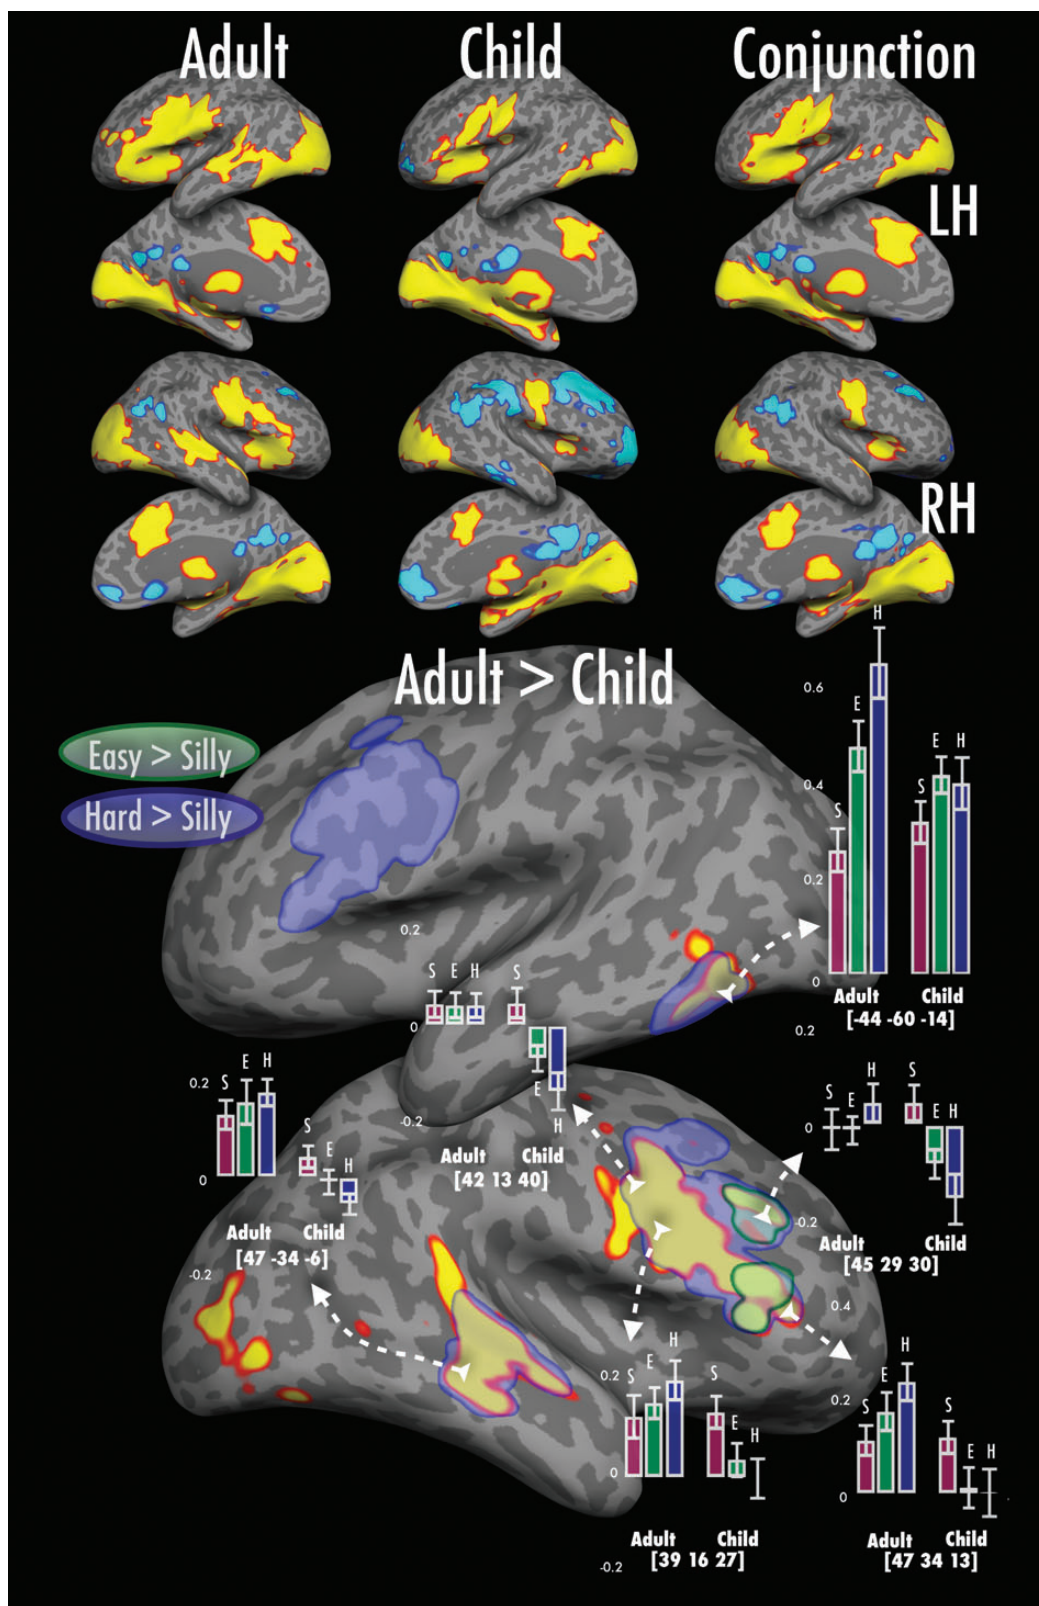 Adult Child Conjunction
LH
RH
Adult > Child
Easy > Silly
Hard > Silly
H
0.6
E
E H
0.4
S
S
0.2
0
Adult Child
[-44 -60 -14]
0.2
S E H S
0
E
H
-0.2
Adult Child
[42 13 40]
0.2
S E H
S
E
H
0
Adult Child
[47 -34 -6]
-0.2
0.2
H
S E S
0
E H
-0.2
Adult Child
[45 29 30]
0.2
H
S E S
E
H
0
Adult Child
[39 16 27]
-0.2
0.4
H
E
0.2
S S
E H
0
Adult Child
[47 34 13]